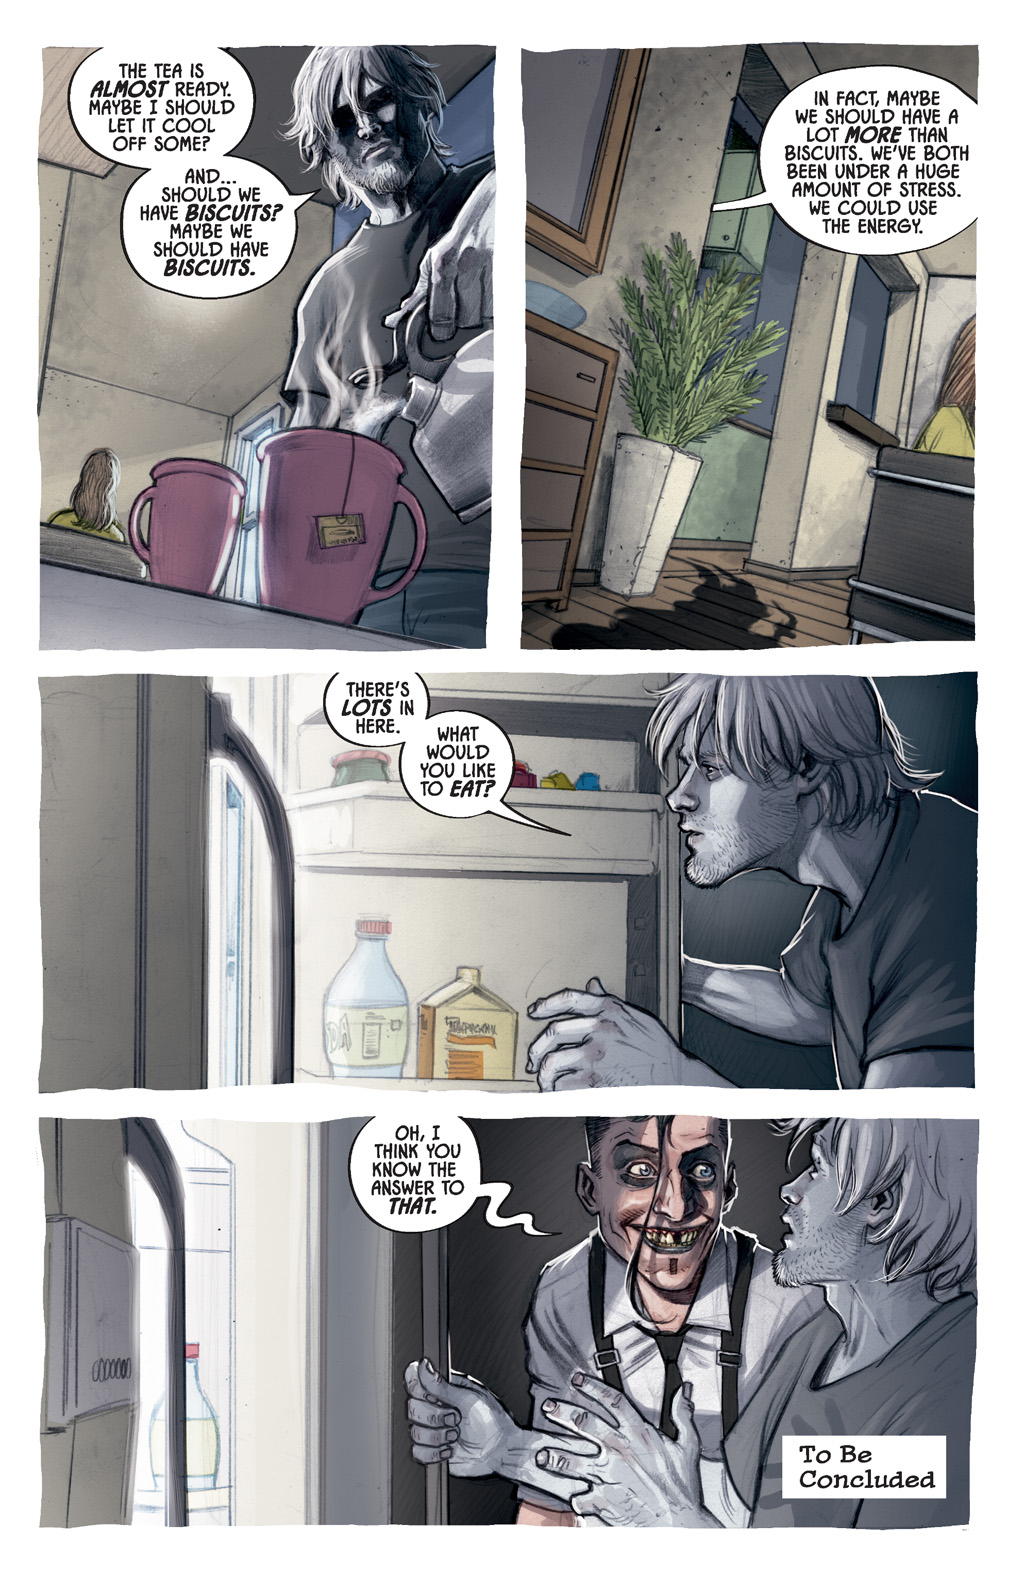 THE TEA IS
ALMOST READY.
MAYBE I SHOULD
LET IT COOL
OFF SOME?
AND...
SHOULD WE
HAVE BISCUITS?
MAYBE WE
SHOULD HAVE
BISCUITS.
IN FACT, MAYBE
WE SHOULD HAVE A
LOT MORE THAN
BISCUITS. WE'VE BOTH
BEEN UNDER A HUGE
AMOUNT OF STRESS.
WE COULD USE
THE ENERGY.
THERE'S
LOTS IN
HERE.
WHAT
WOULD
YOU LIKE
TO EAT?
OH, I
THINK YOU
KNOW THE
ANSWER TO
THAT.
To Be
Concluded